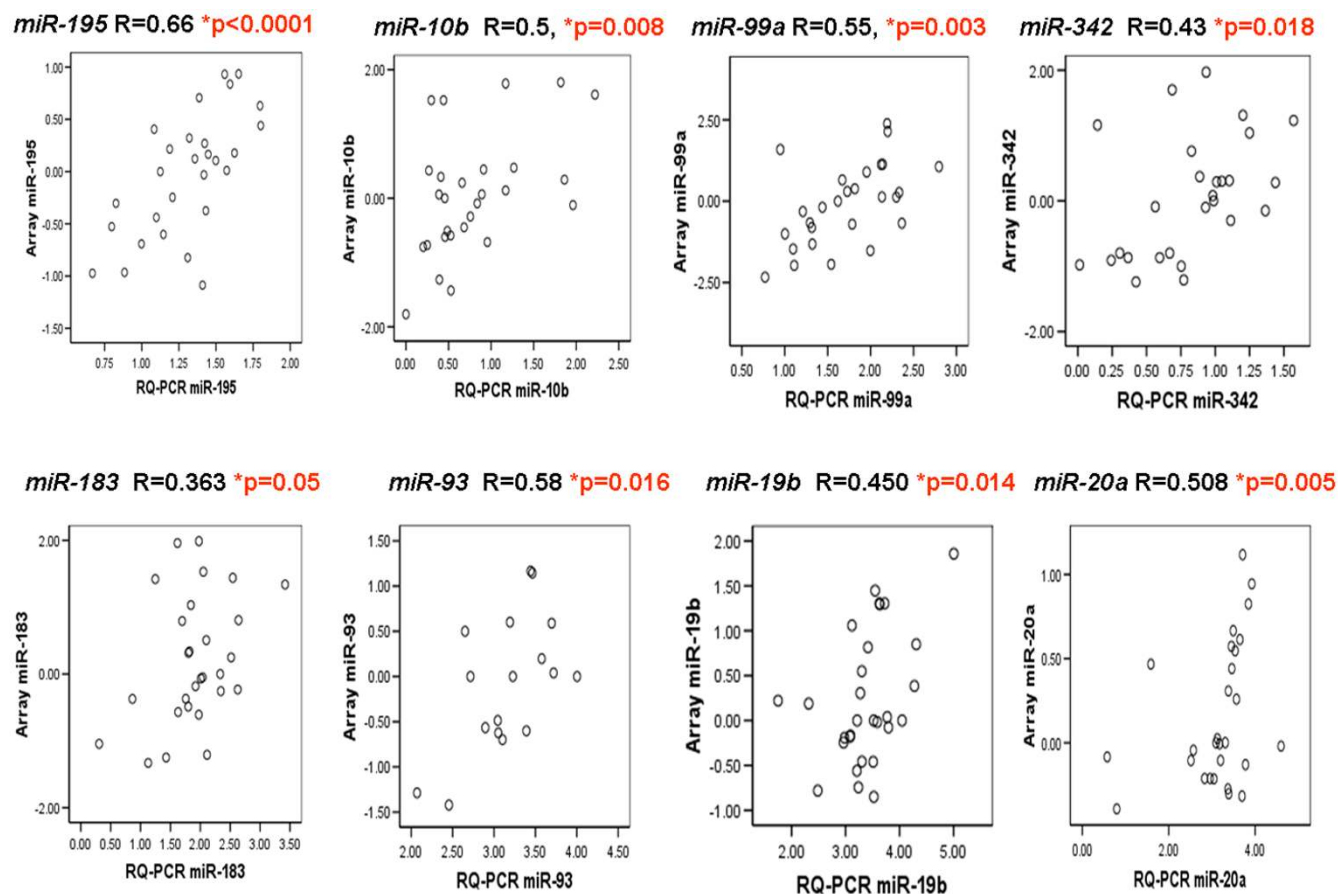 miR-195 R=0.66 *p<0.0001
miR-10b R=0.5, *p=0.008
miR-99a R=0.55, *p=0.003
miR-342 R=0.43 *p=0.018
Array miR-195
1.00
0.50
0.00
-0.50
-1.00
-1.50
0.75 1.00 1.25 1.50 1.75 2.00
RQ-PCR miR-195
Array miR-10b
2.00
0.00
-2.00
0.00 0.50 1.00 1.50 2.00 2.50
RQ-PCR miR-10b
Array miR-99a
2.50
0.00
-2.50
0.50 1.00 1.50 2.00 2.50 3.00
RQ-PCR miR-99a
Array miR-342
2.00
0.00
-2.00
0.00 0.25 0.50 0.75 1.00 1.25 1.50
RQ-PCR miR-342
miR-183 R=0.363 *p=0.05
miR-93 R=0.58 *p=0.016
miR-19b R=0.450 *p=0.014
miR-20a R=0.508 *p=0.005
Array miR-183
2.00
0.00
-2.00
0.00 0.50 1.00 1.50 2.00 2.50 3.00 3.50
RQ-PCR miR-183
Array miR-93
1.50
1.00
0.50
0.00
-0.50
-1.00
-1.50
2.00 2.50 3.00 3.50 4.00 4.50
RQ-PCR miR-93
Array miR-19b
2.00
1.50
1.00
0.50
0.00
-0.50
-1.00
2.00 3.00 4.00 5.00
RQ-PCR miR-19b
Array miR-20a
1.00
0.50
0.00
0.00 2.00 4.00
RQ-PCR miR-20a